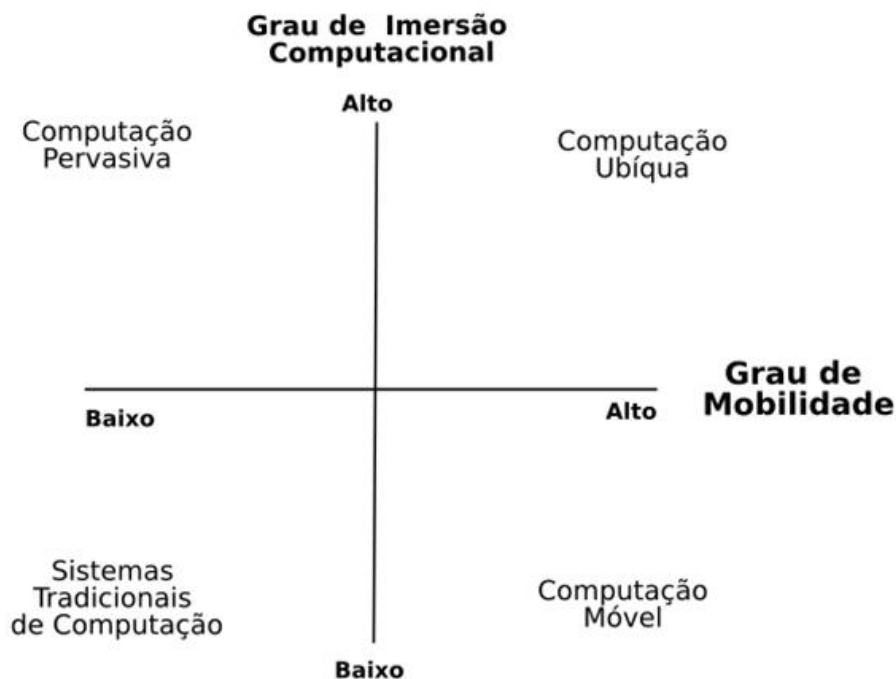 Grau de Imersão
Computacional
Alto
Computação
Pervasiva
Computação
Ubíqua
Grau de
Mobilidade
Baixo
Alto
Sistemas
Tradicionais
de Computação
Computação
Móvel
Baixo